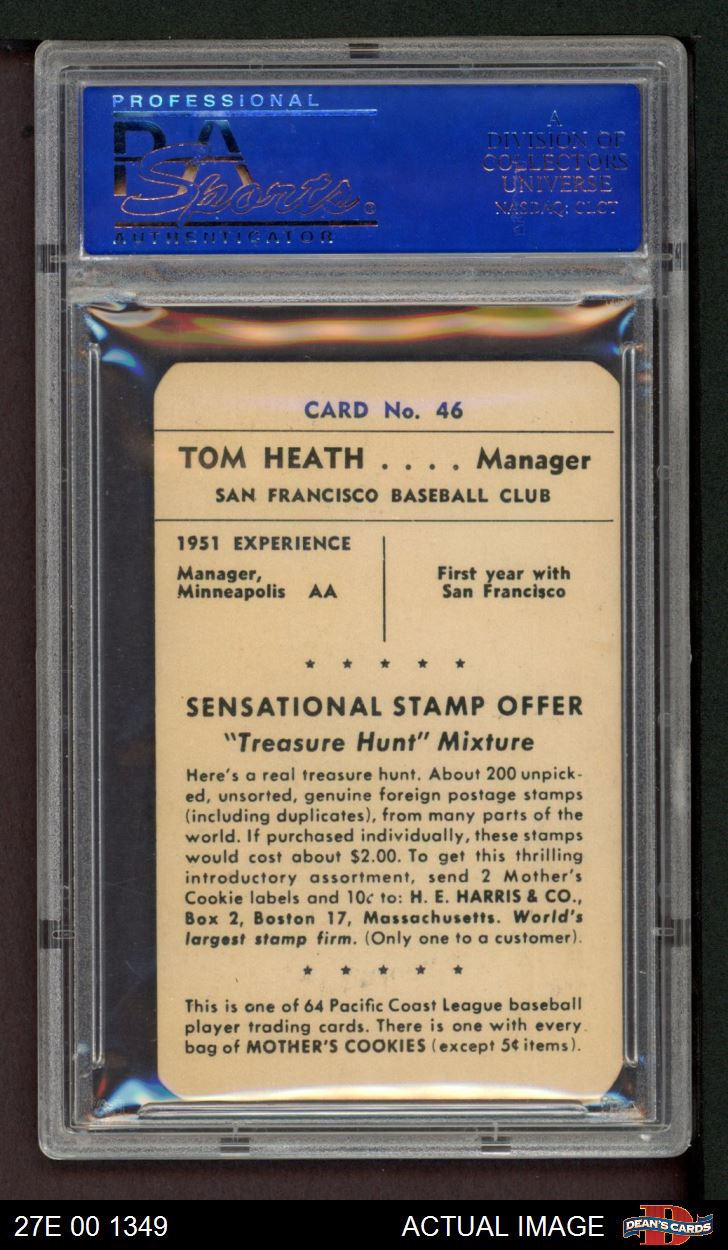 PROFESSIONAL
PSA
Sports®
AUTHENTICATOR
A
DIVISION OF
COLLECTORS
UNIVERSE
NASDAQ: CLCT
CARD No. 46
TOM HEATH . . . . Manager
SAN FRANCISCO BASEBALL CLUB
1951 EXPERIENCE
Manager,
Minneapolis AA
First year with
San Francisco
★ ★ ★ ★ ★
SENSATIONAL STAMP OFFER
"Treasure Hunt" Mixture
Here's a real treasure hunt. About 200 unpick-
ed, unsorted, genuine foreign postage stamps
(including duplicates), from many parts of the
world. If purchased individually, these stamps
would cost about $2.00. To get this thrilling
introductory assortment, send 2 Mother's
Cookie labels and 10c to: H. E. HARRIS & CO.,
Box 2, Boston 17, Massachusetts. World's
largest stamp firm. (Only one to a customer).
★ ★ ★ ★ ★
This is one of 64 Pacific Coast League baseball
player trading cards. There is one with every
bag of MOTHER'S COOKIES (except 5¢ items).
27E 00 1349
ACTUAL IMAGE
DEAN'S CARDS